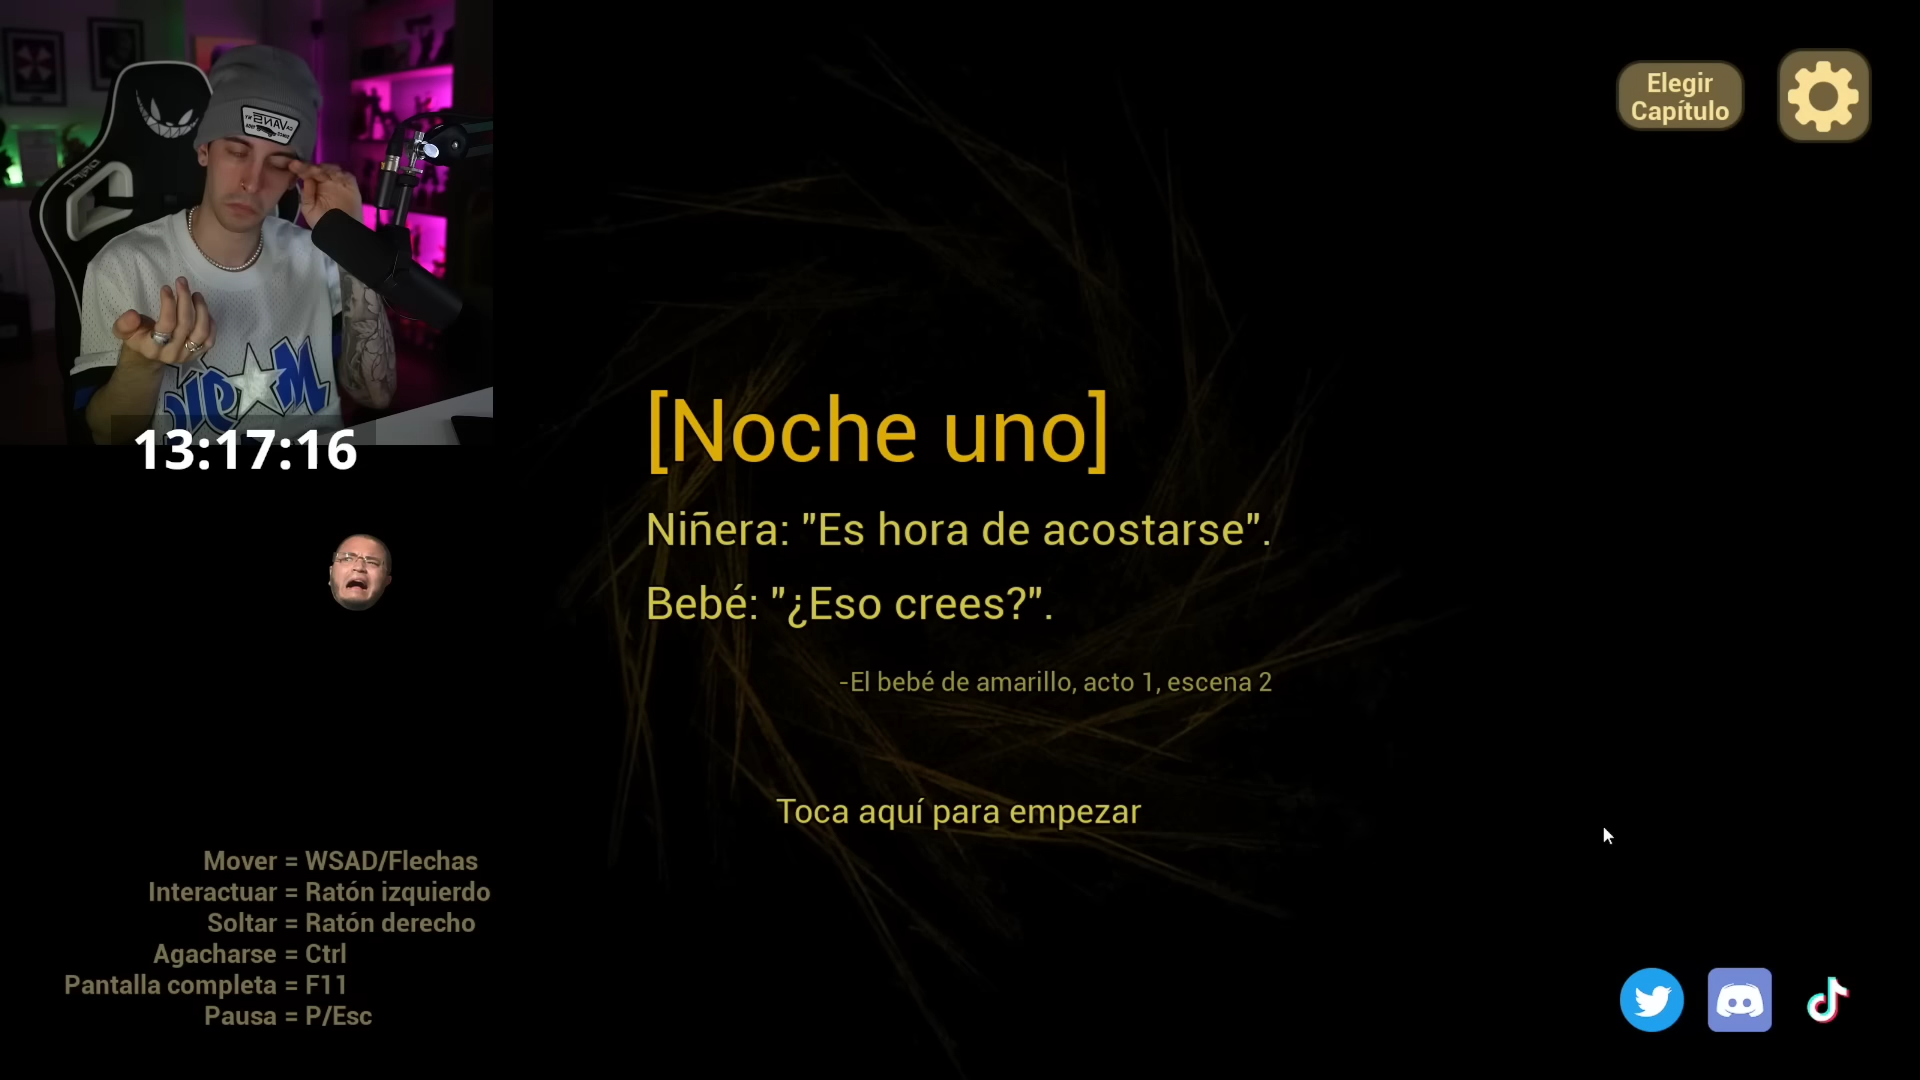 Elegir
Capítulo
13:17:16
[Noche uno]
Niñera: "Es hora de acostarse".
Bebé: "¿Eso crees?".
-El bebé de amarillo, acto 1, escena 2
Toca aquí para empezar
Mover = WSAD/Flechas
Interactuar = Ratón izquierdo
Soltar = Ratón derecho
Agacharse = Ctrl
Pantalla completa = F11
Pausa = P/Esc